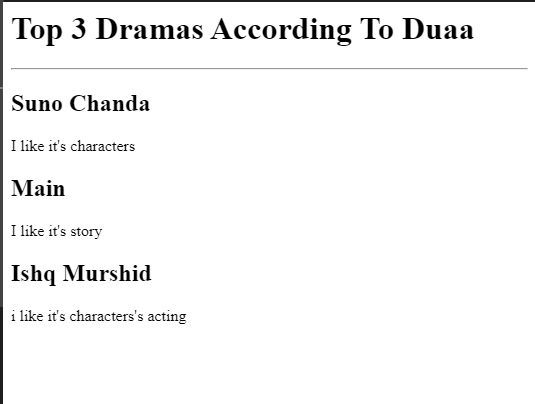 Top 3 Dramas According To Duaa
Suno Chanda
I like it's characters
Main
I like it's story
Ishq Murshid
i like it's characters's acting